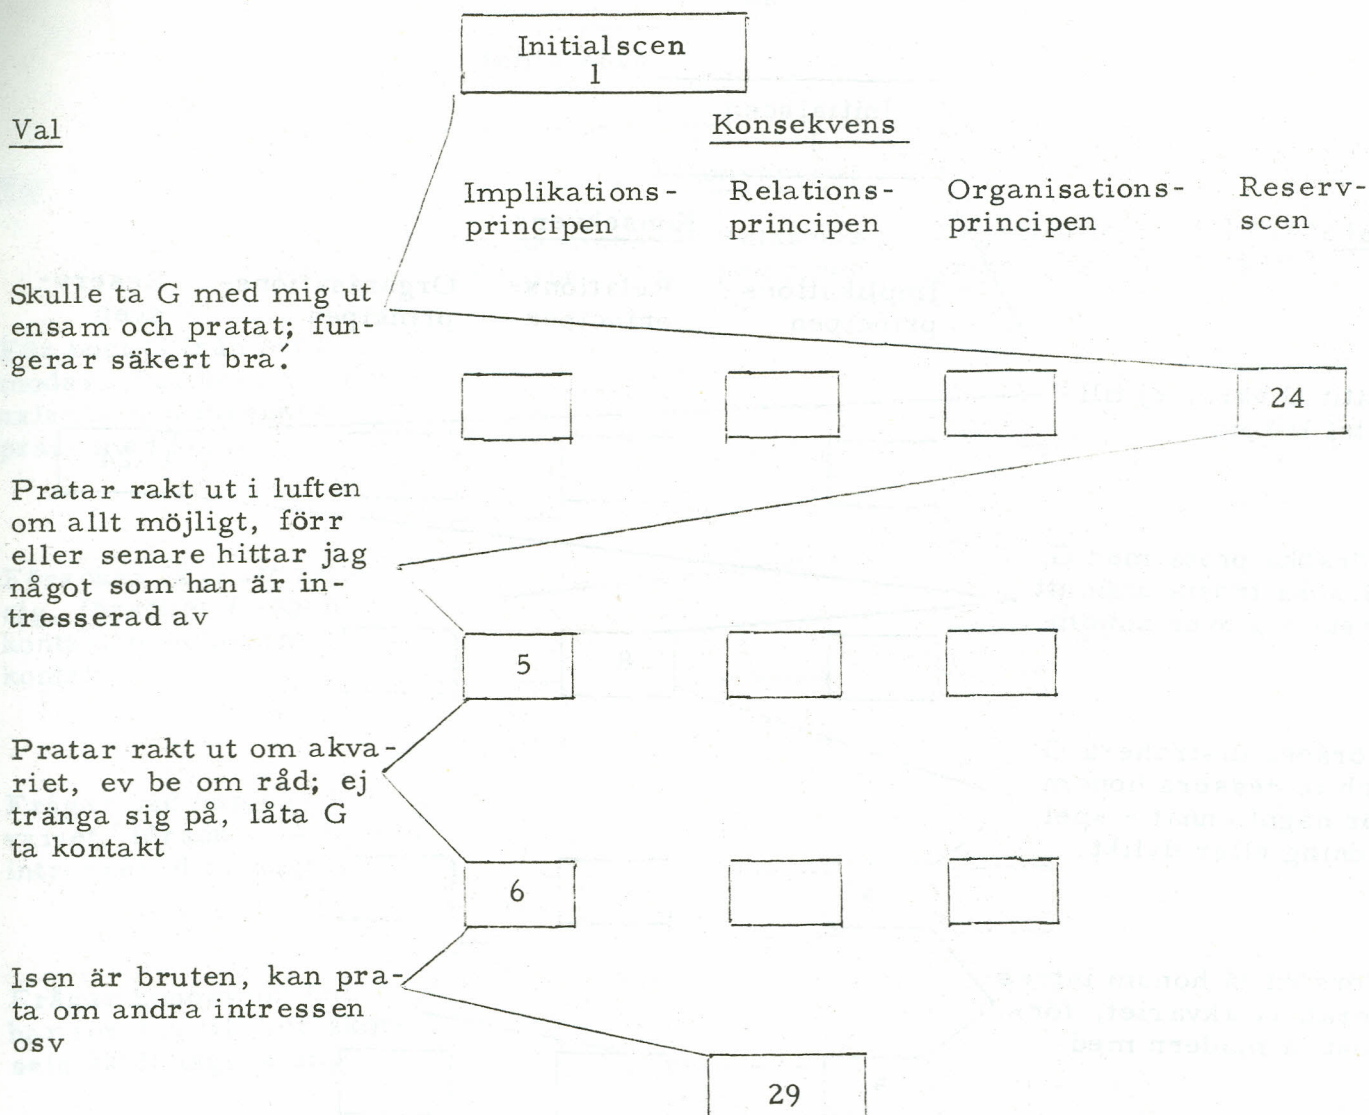 Initialscen
1
Val
Konsekvens
Implikations-
principen
Relations-
principen
Organisations-
principen
Reserv-
scen
Skulle ta G med mig ut
ensam och pratat; fun-
gerar säkert bra!
24
Pratar rakt ut i luften
om allt möjligt, förr
eller senare hittar jag
något som han är in-
tresserad av
5
Pratar rakt ut om akva-
riet, ev be om råd; ej
tränga sig på, låta G
ta kontakt
6
Isen är bruten, kan pra-
ta om andra intressen
osv
29